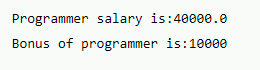 Programmer salary is:40000.0
Bonus of programmer is:10000